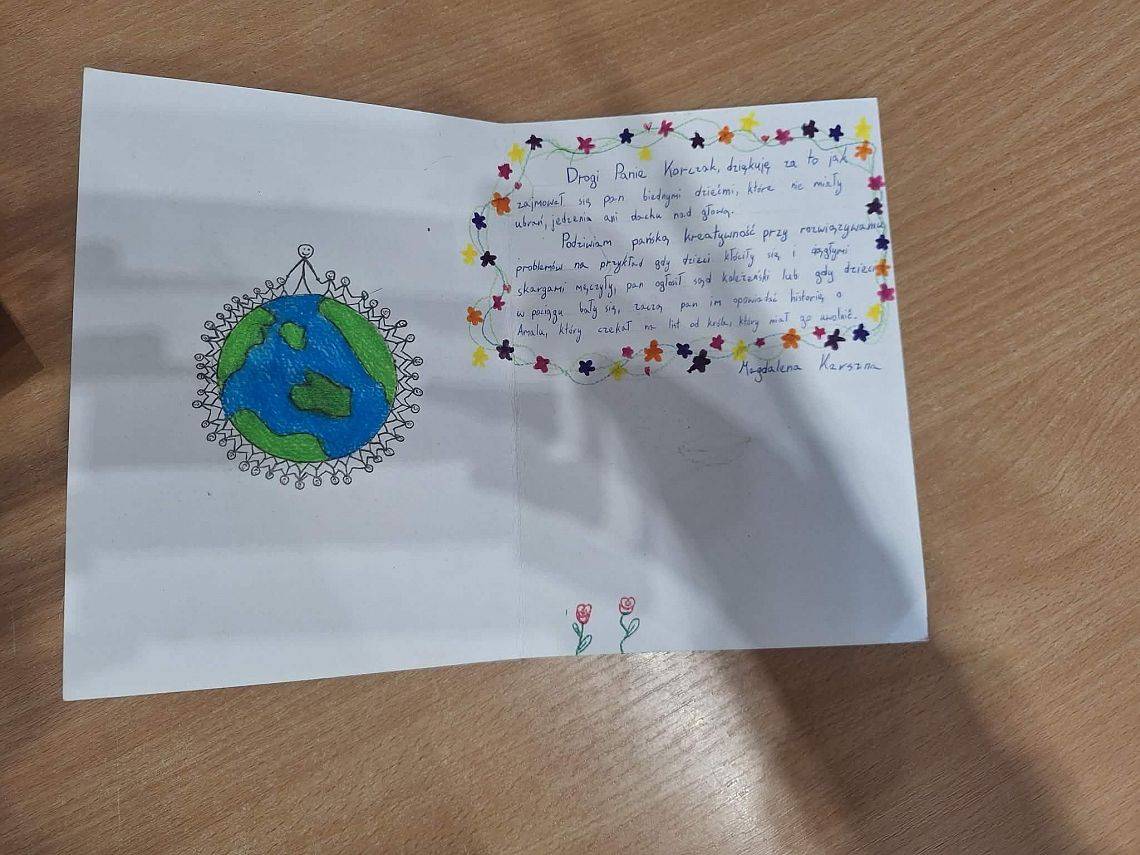 Drogi Panie Korczak, dziękuję za to jak
zajmował się pan biednymi dziećmi, które nie miały
ubrań, jedzenia ani dachu nad głową.
Podziwiam pańską kreatywność przy rozwiązywaniu
problemów na przykład gdy dzieci kłóciły się i ciągłymi
skargami męczyły, pan ogłosił sąd koleżeński lub gdy dzieci
w pociągu bały się, zaczą pan im opowiadać historię o
Amalu, który czekał na list od króla, który miał go uwolnić.
Magdalena Karszna